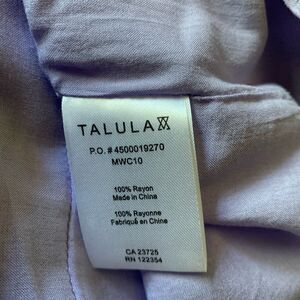 TALULA
P.O. # 4500019270
MWC10
100% Rayon
Made in China
100% Rayonne
Fabriqué en Chine
CA 23725
RN 122354